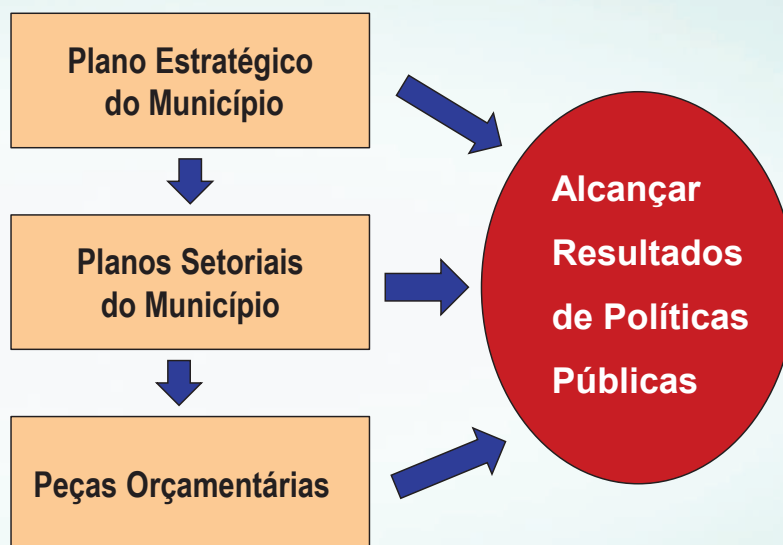 Plano Estratégico
do Município
Planos Setoriais
do Município
Peças Orçamentárias
Alcançar
Resultados
de Políticas
Públicas